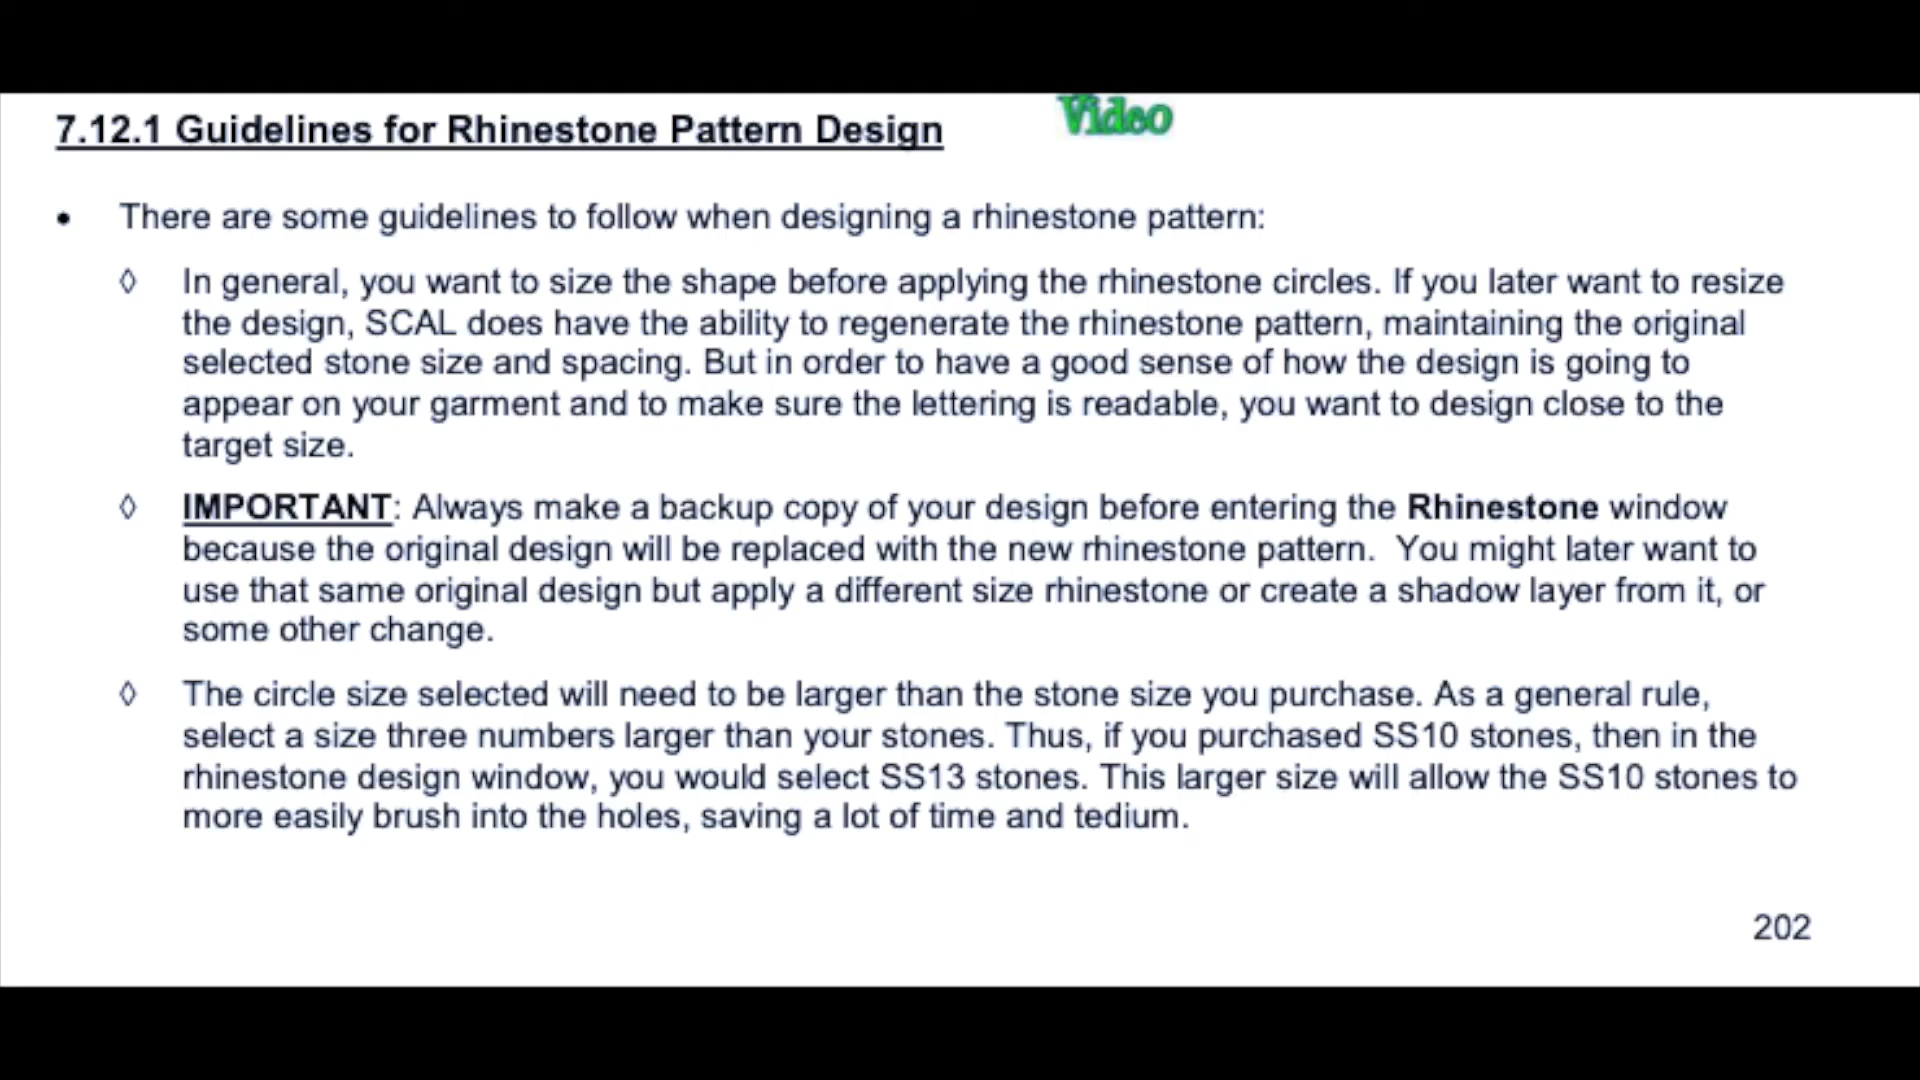 7.12.1 Guidelines for Rhinestone Pattern Design Video
• There are some guidelines to follow when designing a rhinestone pattern:
◊ In general, you want to size the shape before applying the rhinestone circles. If you later want to resize
the design, SCAL does have the ability to regenerate the rhinestone pattern, maintaining the original
selected stone size and spacing. But in order to have a good sense of how the design is going to
appear on your garment and to make sure the lettering is readable, you want to design close to the
target size.
◊ IMPORTANT: Always make a backup copy of your design before entering the Rhinestone window
because the original design will be replaced with the new rhinestone pattern.  You might later want to
use that same original design but apply a different size rhinestone or create a shadow layer from it, or
some other change.
◊ The circle size selected will need to be larger than the stone size you purchase. As a general rule,
select a size three numbers larger than your stones. Thus, if you purchased SS10 stones, then in the
rhinestone design window, you would select SS13 stones. This larger size will allow the SS10 stones to
more easily brush into the holes, saving a lot of time and tedium.
202